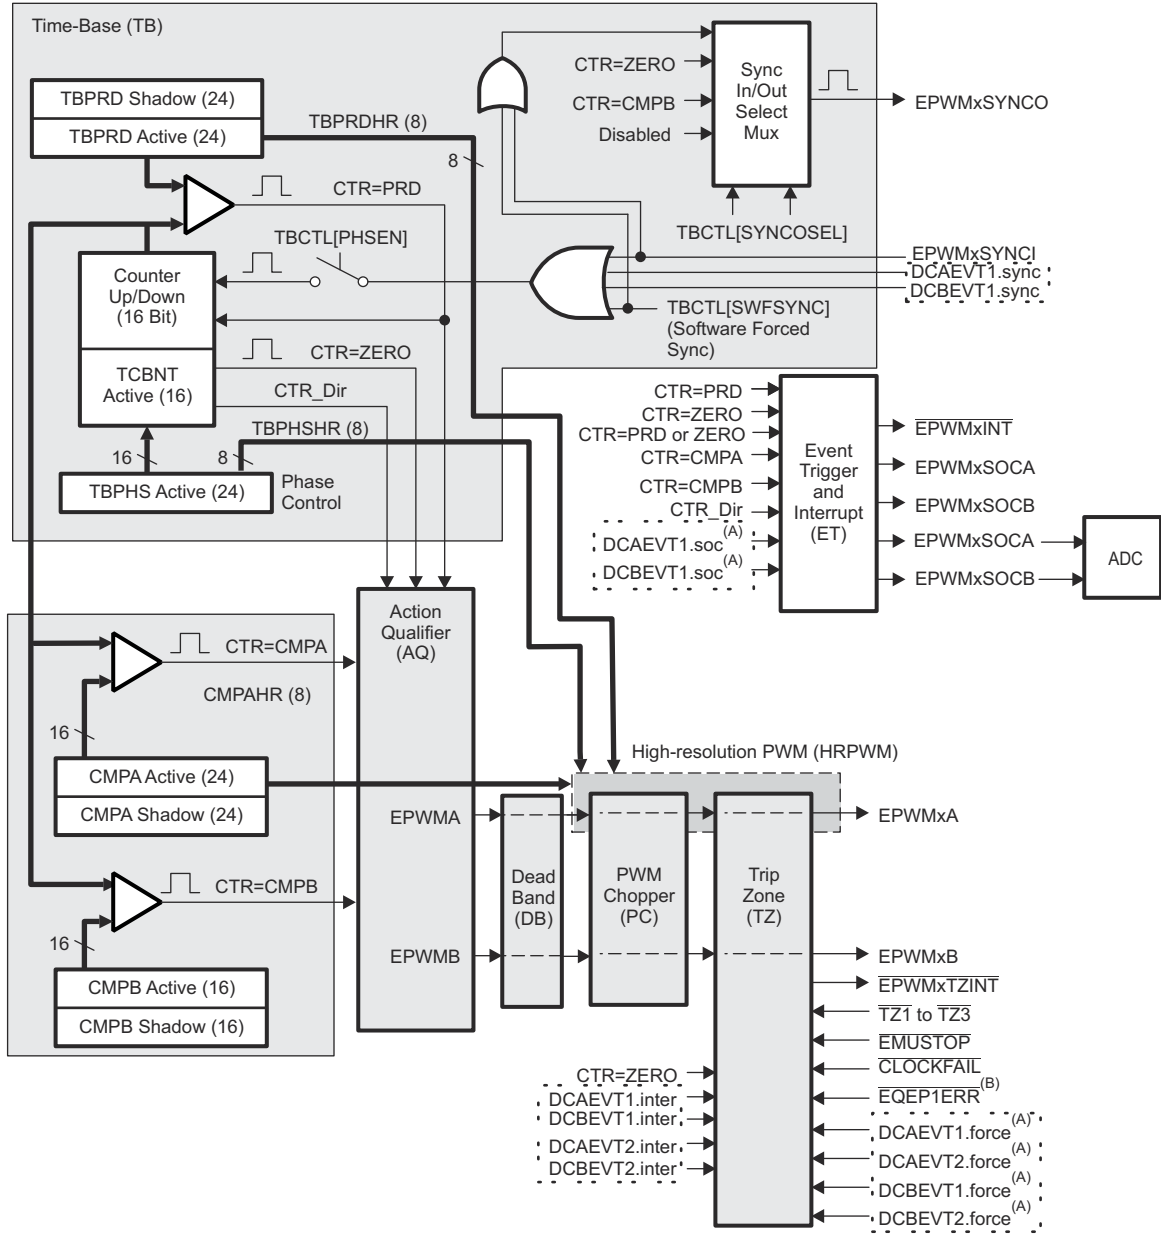 Time-Base (TB)
TBPRD Shadow (24)
TBPRD Active (24)
TBPRDHR (8)
8
CTR=PRD
TBCTL[PHSEN]
Counter
Up/Down
(16 Bit)
TCBNT
Active (16)
CTR=ZERO
CTR_Dir
TBPHSHR (8)
16
8
TBPHS Active (24)
Phase
Control
CTR=ZERO
CTR=CMPB
Disabled
Sync
In/Out
Select
Mux
EPWMxSYNCO
TBCTL[SYNCOSEL]
EPWMxSYNCI
DCAEVT1.sync
DCBEVT1.sync
TBCTL[SWFSYNC]
(Software Forced
Sync)
CTR=PRD
CTR=ZERO
CTR=PRD or ZERO
CTR=CMPA
CTR=CMPB
CTR_Dir
DCAEVT1.soc(A)
DCBEVT1.soc(A)
Event
Trigger
and
Interrupt
(ET)
EPWMxINT
EPWMxSOCA
EPWMxSOCB
EPWMxSOCA
EPWMxSOCB
ADC
Action
Qualifier
(AQ)
CTR=CMPA
CMPAHR (8)
16
CMPA Active (24)
CMPA Shadow (24)
CTR=CMPB
16
CMPB Active (16)
CMPB Shadow (16)
EPWMA
EPWMB
High-resolution PWM (HRPWM)
Dead
Band
(DB)
PWM
Chopper
(PC)
Trip
Zone
(TZ)
EPWMxA
EPWMxB
EPWMxTZINT
TZ1 to TZ3
EMUSTOP
CLOCKFAIL
EQEP1ERR(B)
DCAEVT1.force(A)
DCAEVT2.force(A)
DCBEVT1.force(A)
DCBEVT2.force(A)
CTR=ZERO
DCAEVT1.inter
DCBEVT1.inter
DCAEVT2.inter
DCBEVT2.inter